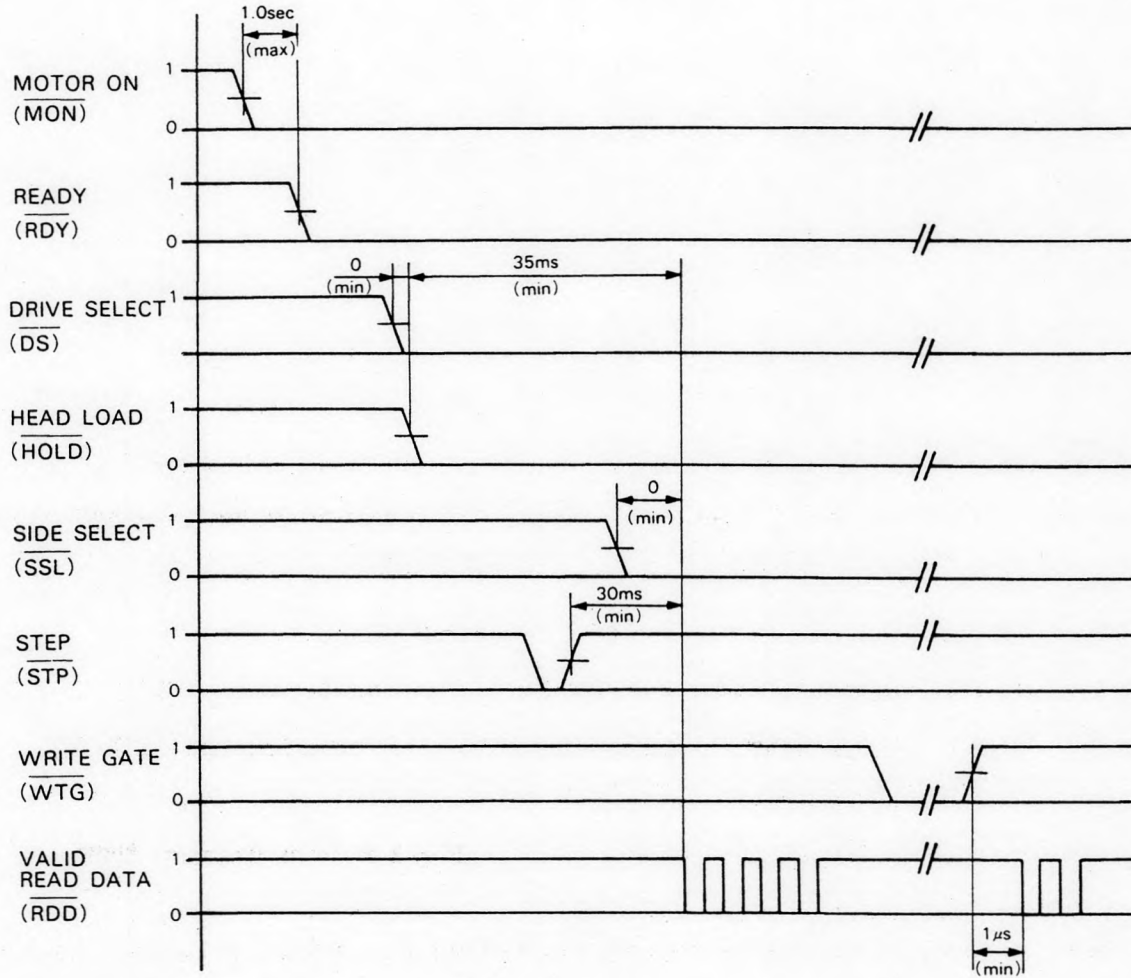 1.0sec
(max)
MOTOR ON
(MON)
1
0
READY
(RDY)
1
0
0
(min)
35ms
(min)
DRIVE SELECT
(DS)
1
HEAD LOAD
(HOLD)
1
0
0
(min)
SIDE SELECT
(SSL)
1
0
30ms
(min)
STEP
(STP)
1
0
WRITE GATE
(WTG)
1
0
VALID
READ DATA
(RDD)
1
0
1μs
(min)